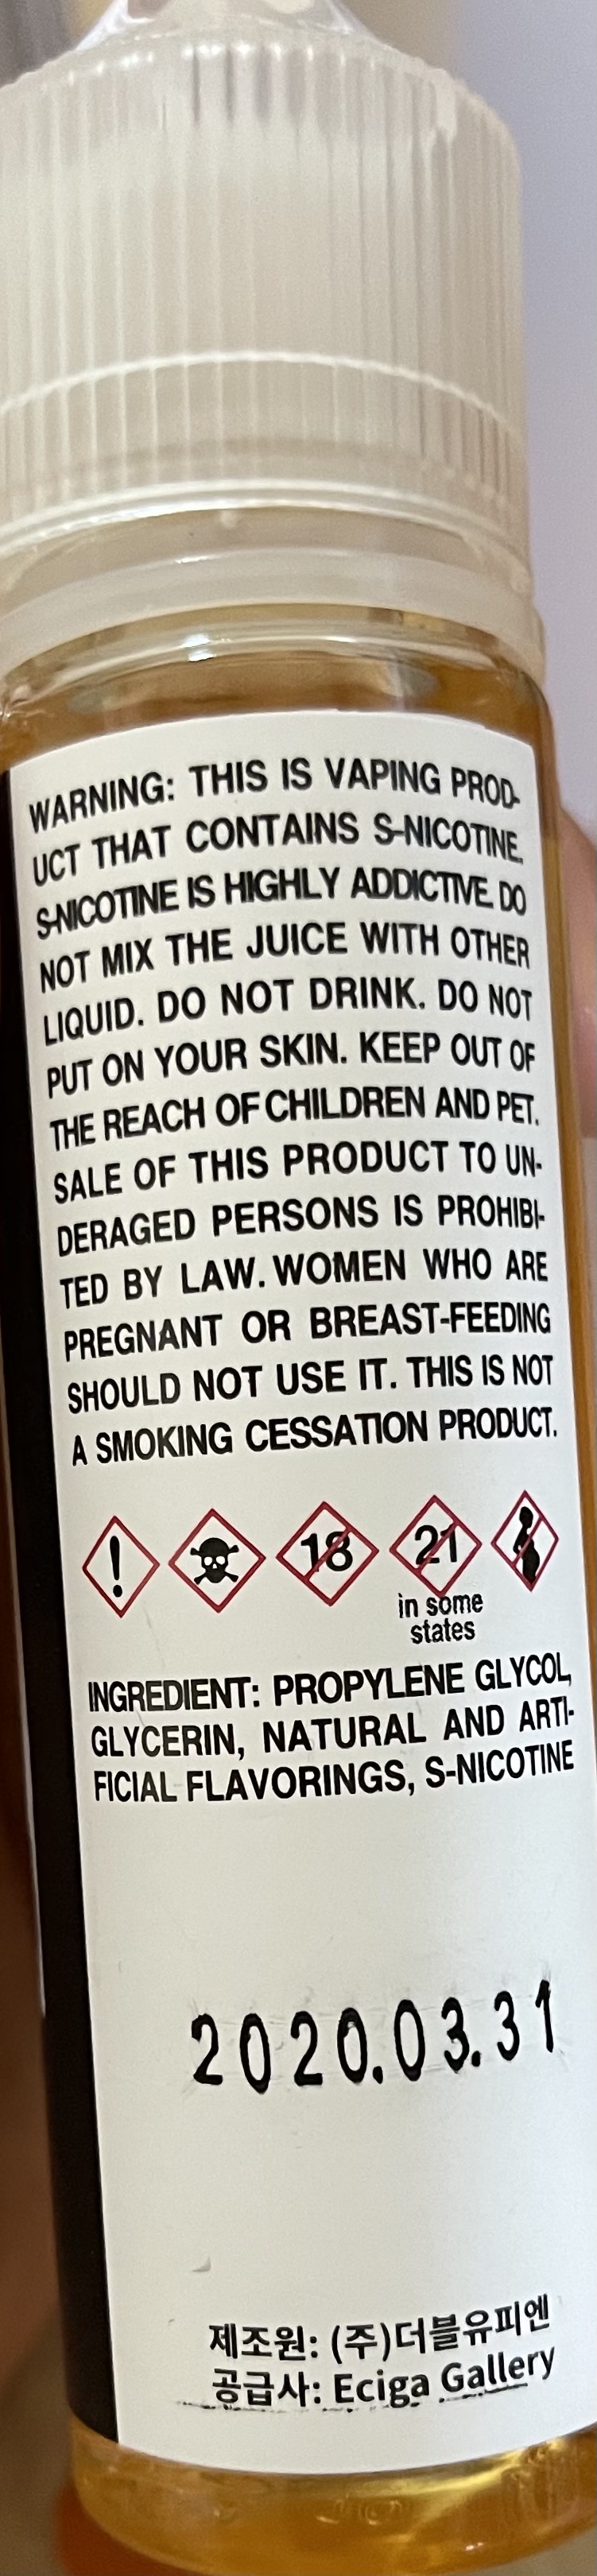 WARNING: THIS IS VAPING PROD-
UCT THAT CONTAINS S-NICOTINE.
S-NICOTINE IS HIGHLY ADDICTIVE. DO
NOT MIX THE JUICE WITH OTHER
LIQUID. DO NOT DRINK. DO NOT
PUT ON YOUR SKIN. KEEP OUT OF
THE REACH OF CHILDREN AND PET.
SALE OF THIS PRODUCT TO UN-
DERAGED PERSONS IS PROHIBI-
TED BY LAW. WOMEN WHO ARE
PREGNANT OR BREAST-FEEDING
SHOULD NOT USE IT. THIS IS NOT
A SMOKING CESSATION PRODUCT.
! 18 21
in some
states
INGREDIENT: PROPYLENE GLYCOL,
GLYCERIN, NATURAL AND ARTI-
FICIAL FLAVORINGS, S-NICOTINE
2020.03.31
제조원: (주)더블유피엔
공급사: Eciga Gallery